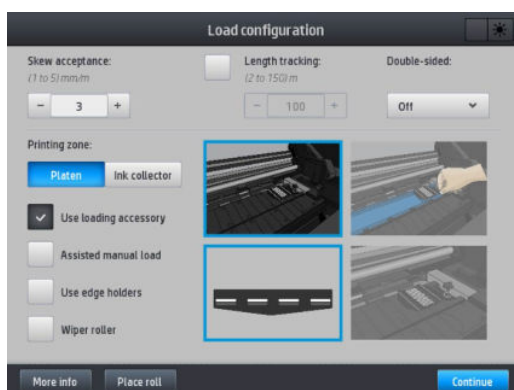 Load configuration
Skew acceptance:
(1 to 5) mm/m
- 3 +
Length tracking:
(2 to 150) m
- 100 +
Double-sided:
Off
Printing zone:
Platen Ink collector
Use loading accessory
Assisted manual load
Use edge holders
Wiper roller
More info Place roll Continue